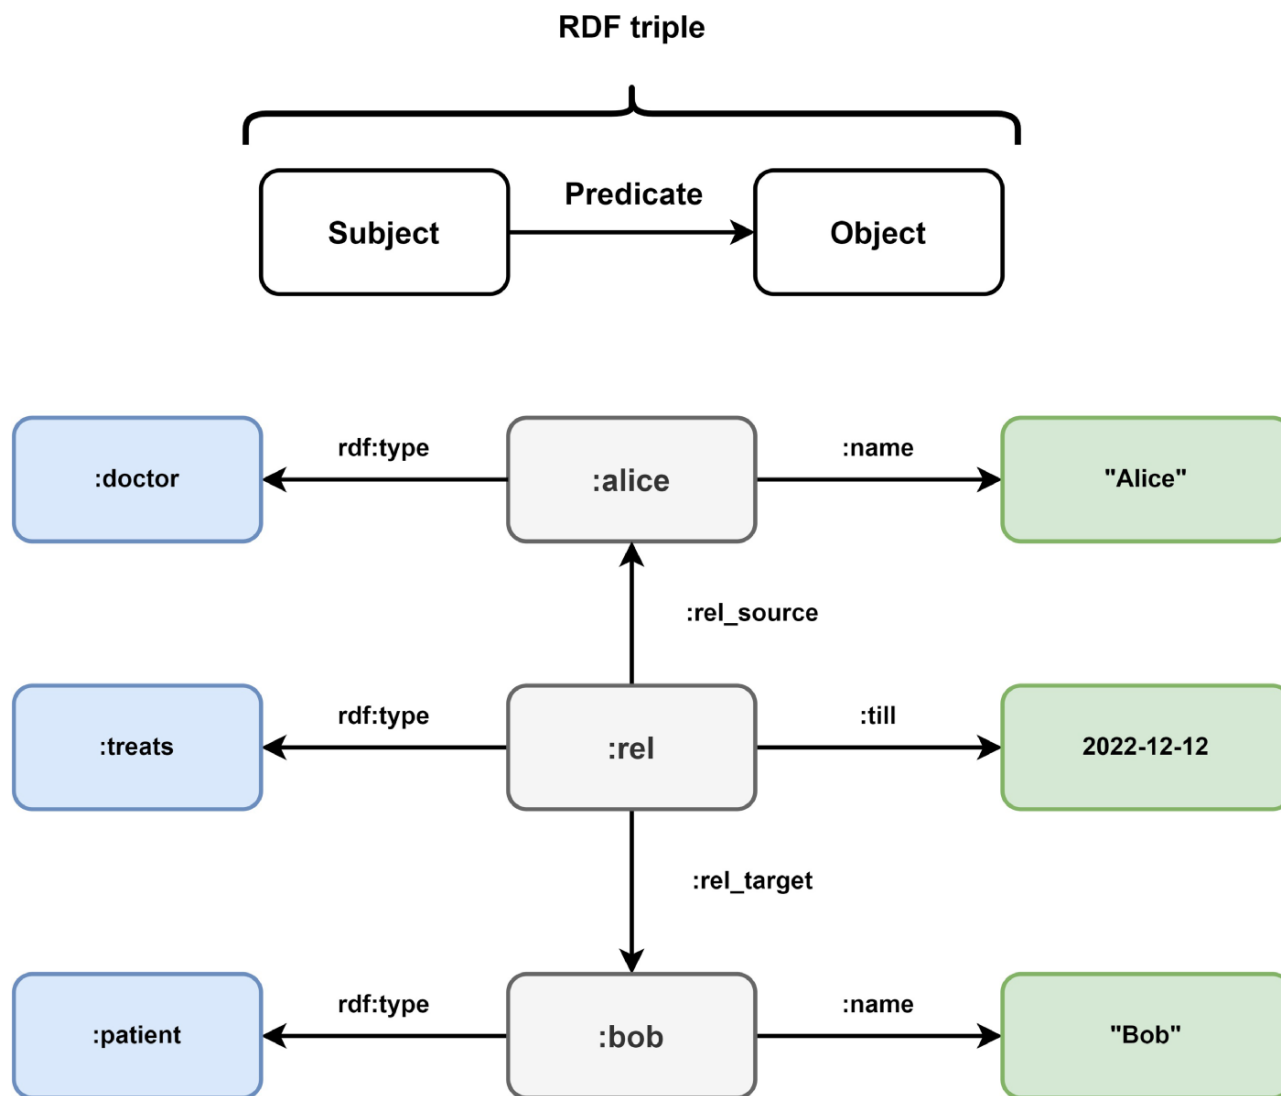 RDF triple
Subject
Predicate
Object
:doctor
rdf:type
:alice
:name
"Alice"
:rel_source
:treats
rdf:type
:rel
:till
2022-12-12
:rel_target
:patient
rdf:type
:bob
:name
"Bob"